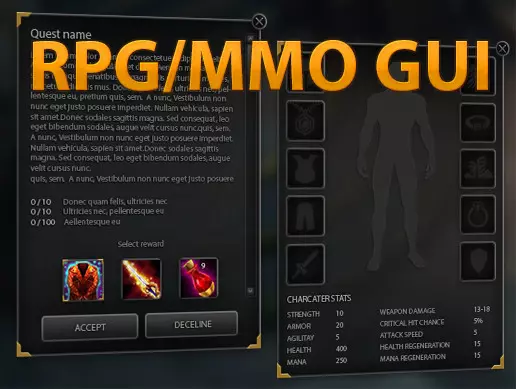 Quest name
RPG/MMO GUI
nunc eget justo posuere imperdiet.
Nullam vehicula, sapien
sit amet.Donec sodales sagittis
magna. Sed consequat, leo
eget bibendum sodales, augue velit cursus nunc,quis, sem.
A nunc, Vestibulum non nunc eget justo posuere imperdiet.
Nullam vehicula, sapien sit amet.Donec sodales sagittis
magna. Sed consequat, leo eget bibendum sodales, augue
velit cursus nunc.
quis, sem.  A nunc, Vestibulum non nunc eget justo posuere
0 / 10 Donec quam felis, ultricies nec
0 / 10 Ultricies nec, pellentesque eu
0 / 100 Aellentesque eu
Select reward
9
ACCEPT
DECELINE
CHARCATER STATS
STRENGTH 10
ARMOR 20
AGILITAY 5
HEALTH 400
MANA 250
WEAPON DAMAGE 13-18
CRITICAL HIT CHANCE 5%
ATTACK SPEED 5
HEALTH REGENERATION 15
MANA REGENERATION 15